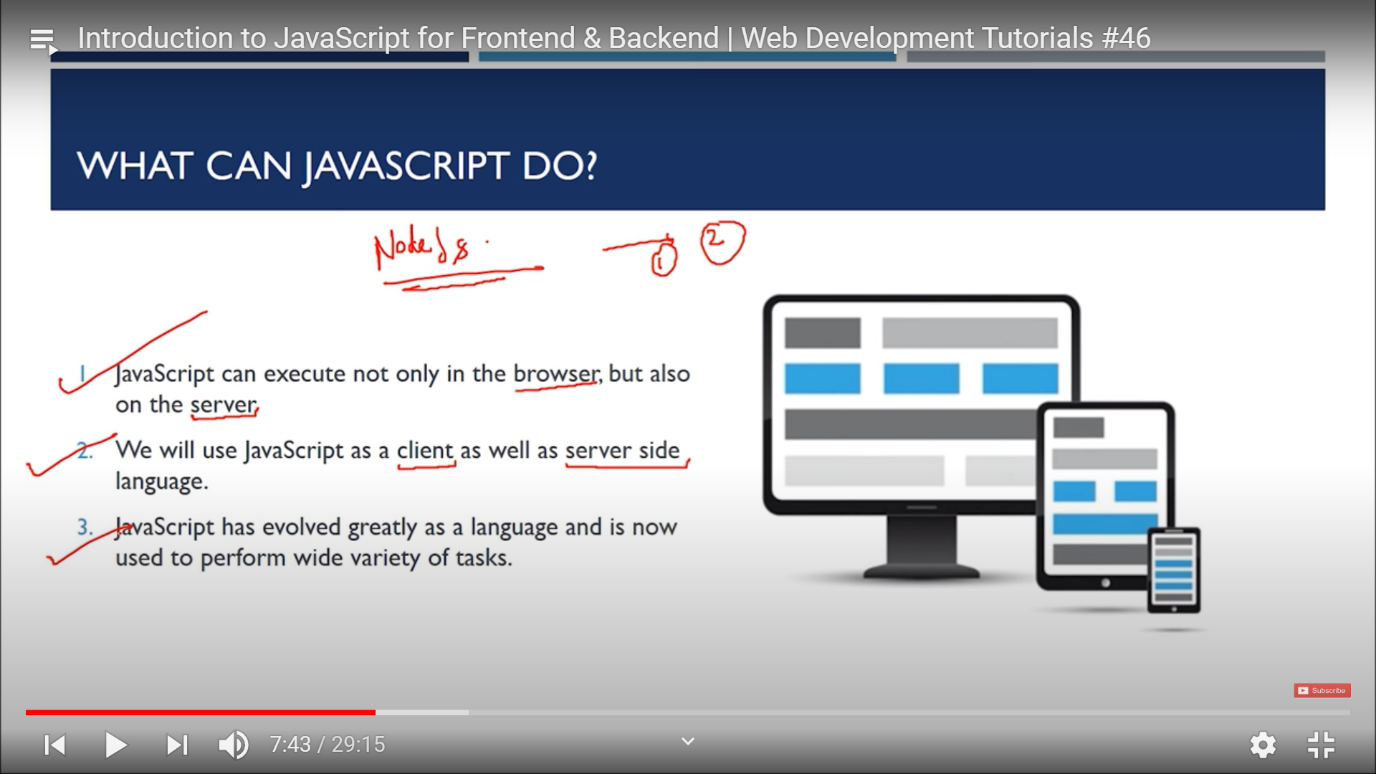 Introduction to JavaScript for Frontend & Backend | Web Development Tutorials #46
WHAT CAN JAVASCRIPT DO?
NodeJs
1
2
1. JavaScript can execute not only in the browser, but also
on the server.
2. We will use JavaScript as a client as well as server side
language.
3. JavaScript has evolved greatly as a language and is now
used to perform wide variety of tasks.
Subscribe
7:43 / 29:15